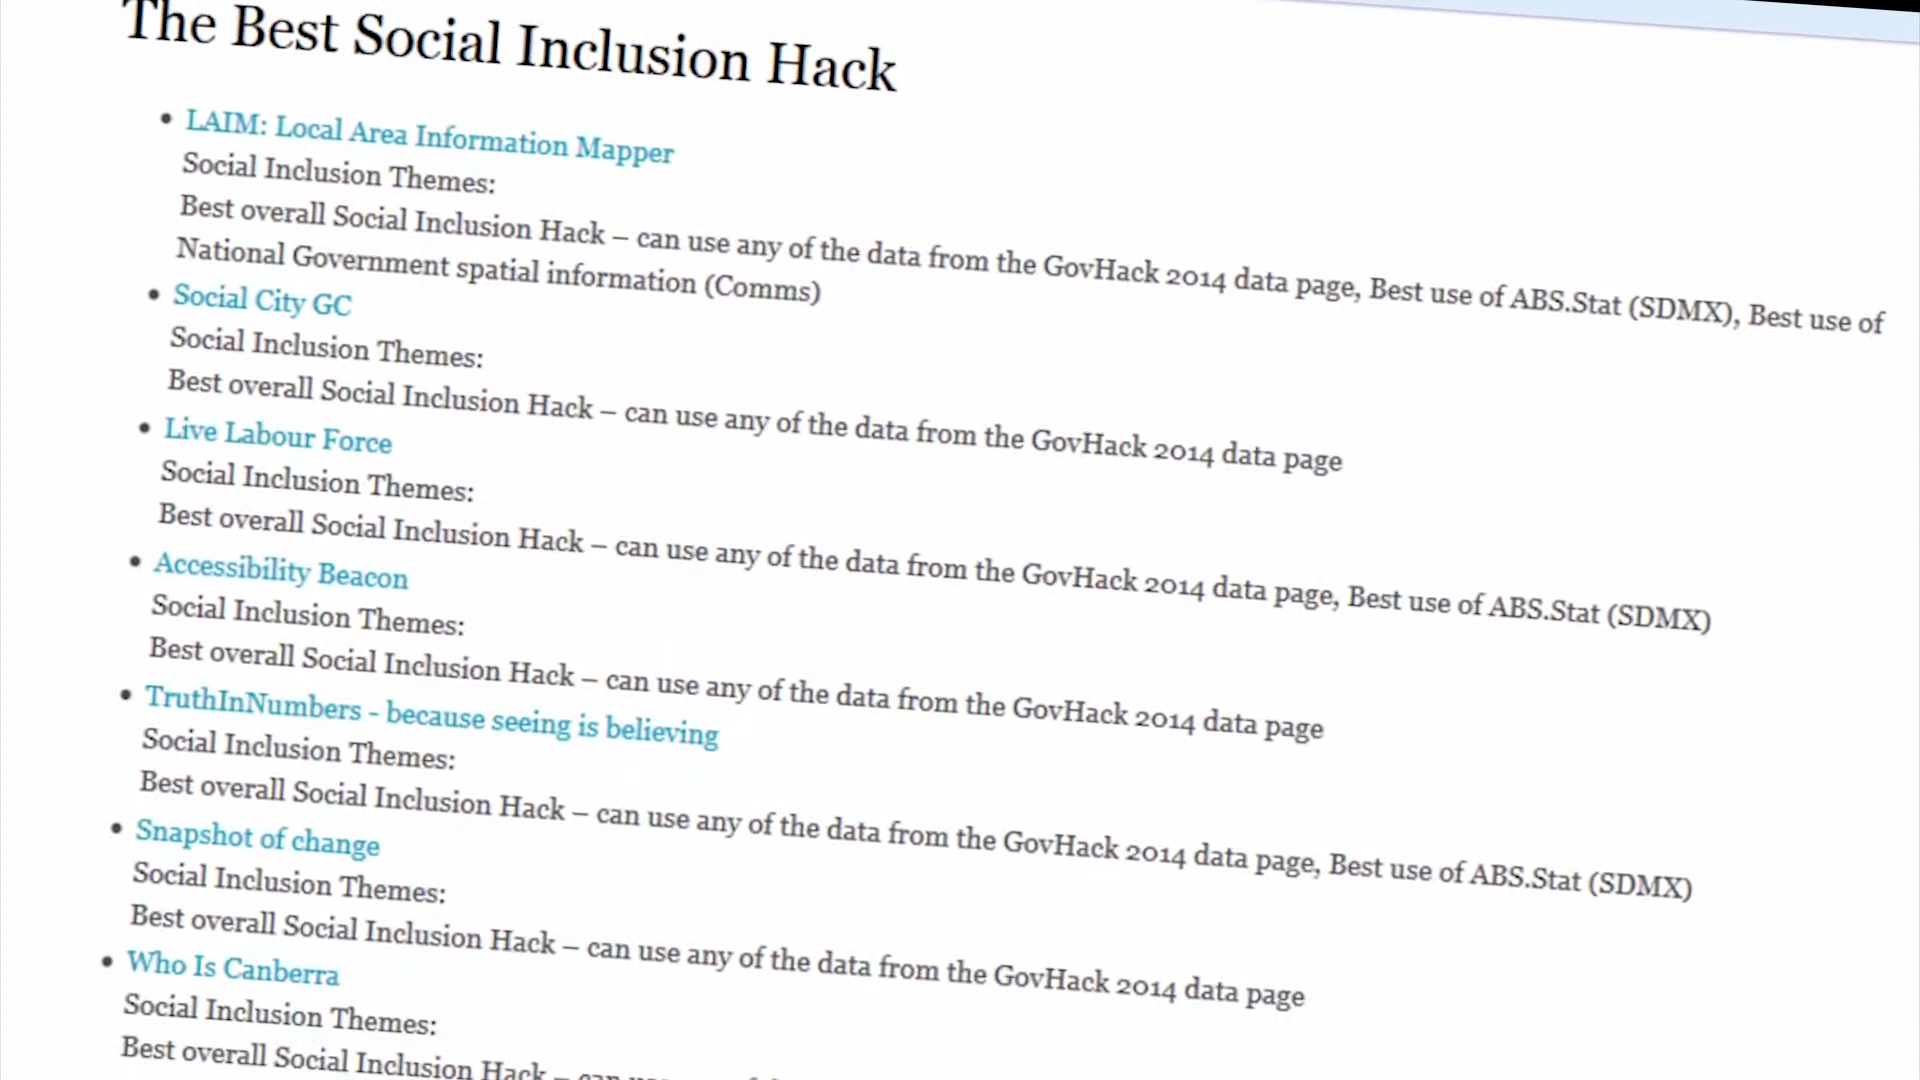 The Best Social Inclusion Hack
LAIM: Local Area Information Mapper
Social Inclusion Themes:
Best overall Social Inclusion Hack – can use any of the data from the GovHack 2014 data page, Best use of ABS.Stat (SDMX), Best use of
National Government spatial information (Comms)
Social City GC
Social Inclusion Themes:
Best overall Social Inclusion Hack – can use any of the data from the GovHack 2014 data page
Live Labour Force
Social Inclusion Themes:
Best overall Social Inclusion Hack – can use any of the data from the GovHack 2014 data page, Best use of ABS.Stat (SDMX)
Accessibility Beacon
Social Inclusion Themes:
Best overall Social Inclusion Hack – can use any of the data from the GovHack 2014 data page
TruthInNumbers - because seeing is believing
Social Inclusion Themes:
Best overall Social Inclusion Hack – can use any of the data from the GovHack 2014 data page, Best use of ABS.Stat (SDMX)
Snapshot of change
Social Inclusion Themes:
Best overall Social Inclusion Hack – can use any of the data from the GovHack 2014 data page
Who Is Canberra
Social Inclusion Themes:
Best overall Social Inclusion Hack –